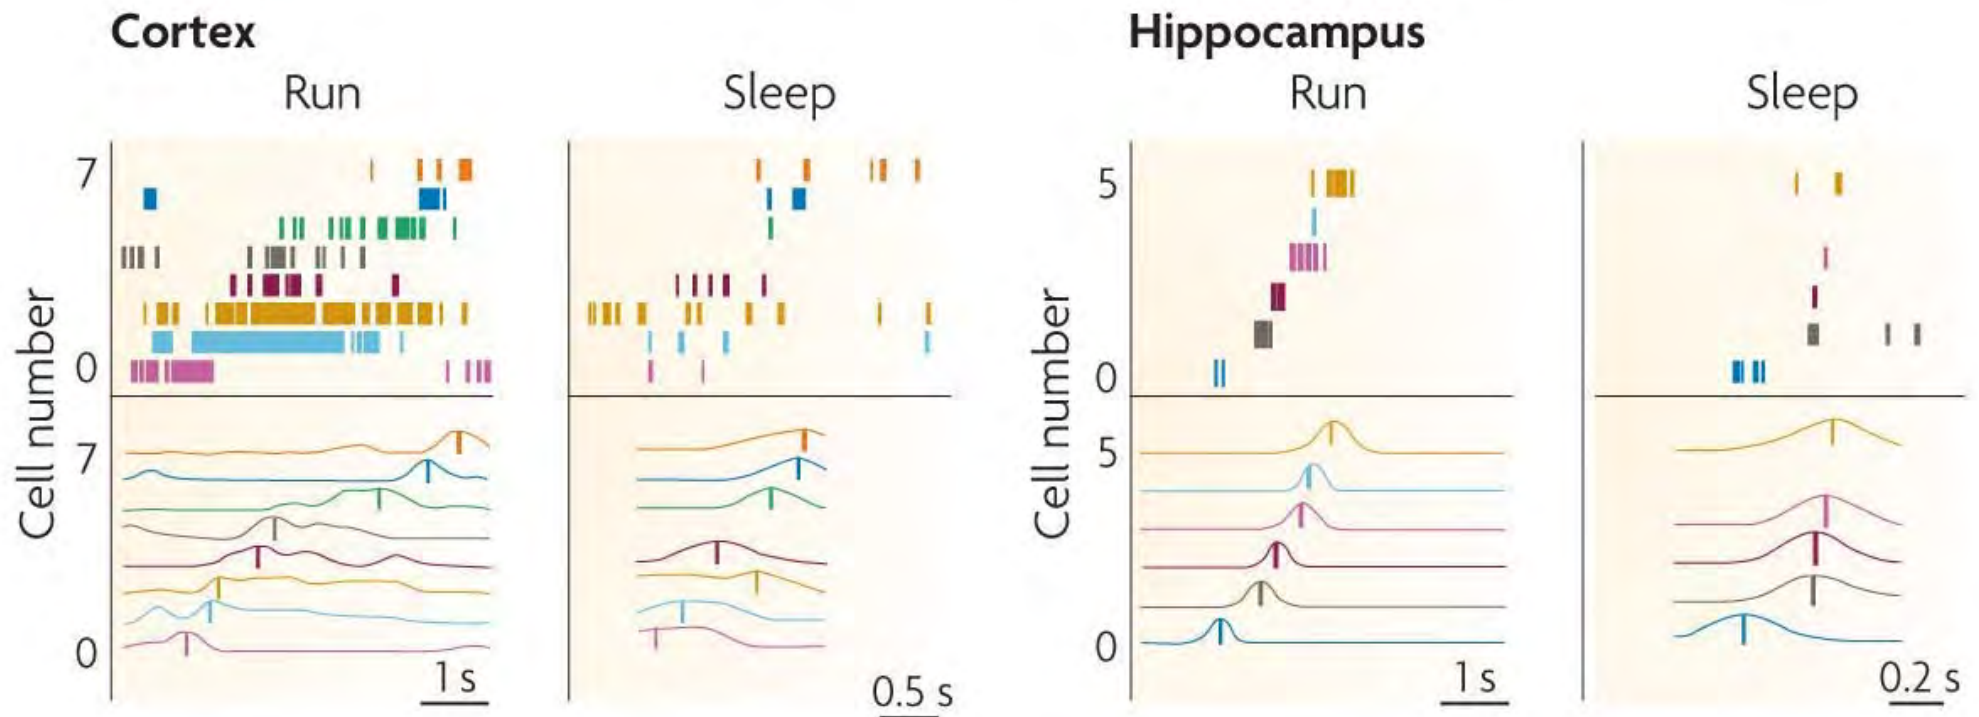 Cortex
Run
Sleep
Cell number
7
0
7
0
1 s
0.5 s
Hippocampus
Run
Sleep
Cell number
5
0
5
0
1 s
0.2 s